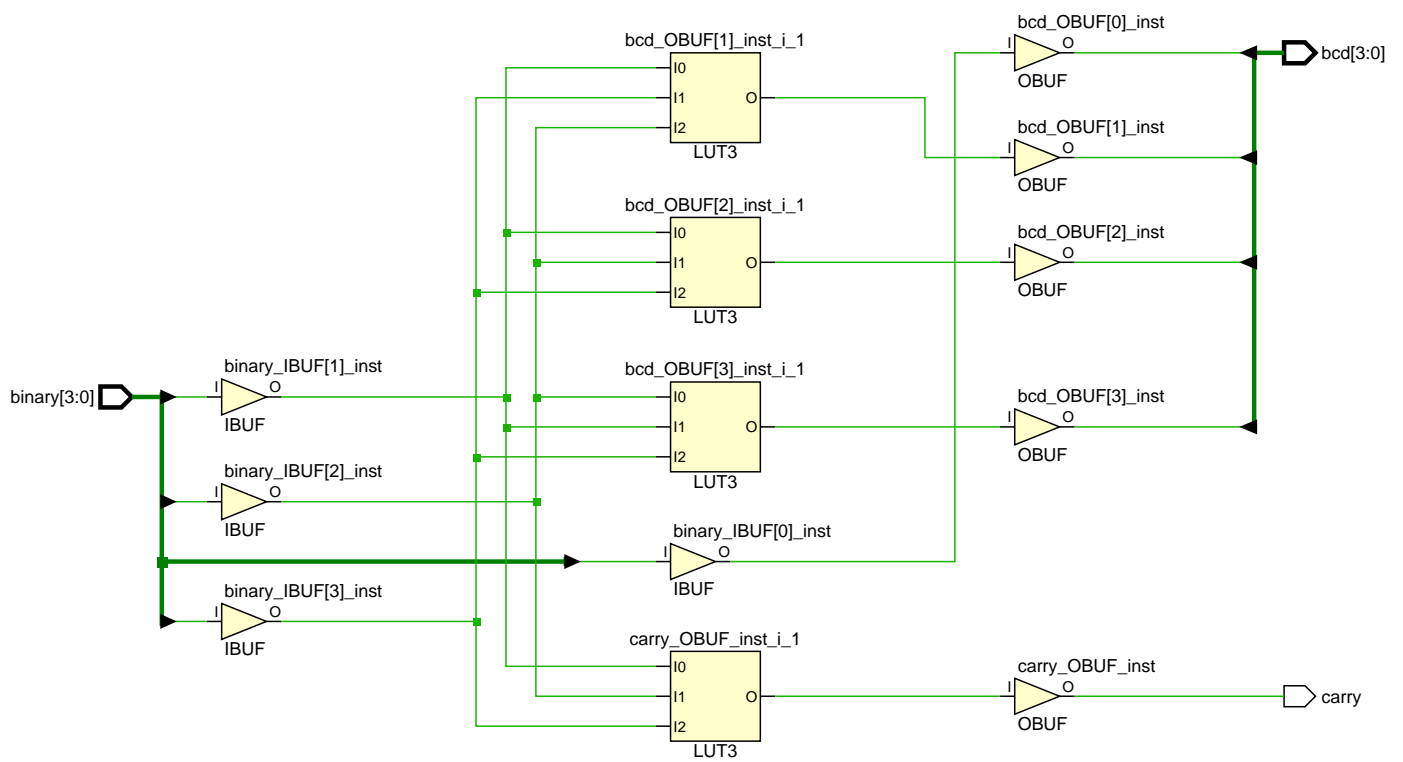 bcd_OBUF[0]_inst
I
O
OBUF
bcd[3:0]
bcd_OBUF[1]_inst_i_1
I0
I1
I2
O
LUT3
bcd_OBUF[1]_inst
I
O
OBUF
bcd_OBUF[2]_inst_i_1
I0
I1
I2
O
LUT3
bcd_OBUF[2]_inst
I
O
OBUF
binary[3:0]
binary_IBUF[1]_inst
I
O
IBUF
bcd_OBUF[3]_inst_i_1
I0
I1
I2
O
LUT3
bcd_OBUF[3]_inst
I
O
OBUF
binary_IBUF[2]_inst
I
O
IBUF
binary_IBUF[0]_inst
I
O
IBUF
binary_IBUF[3]_inst
I
O
IBUF
carry_OBUF_inst_i_1
I0
I1
I2
O
LUT3
carry_OBUF_inst
I
O
OBUF
carry